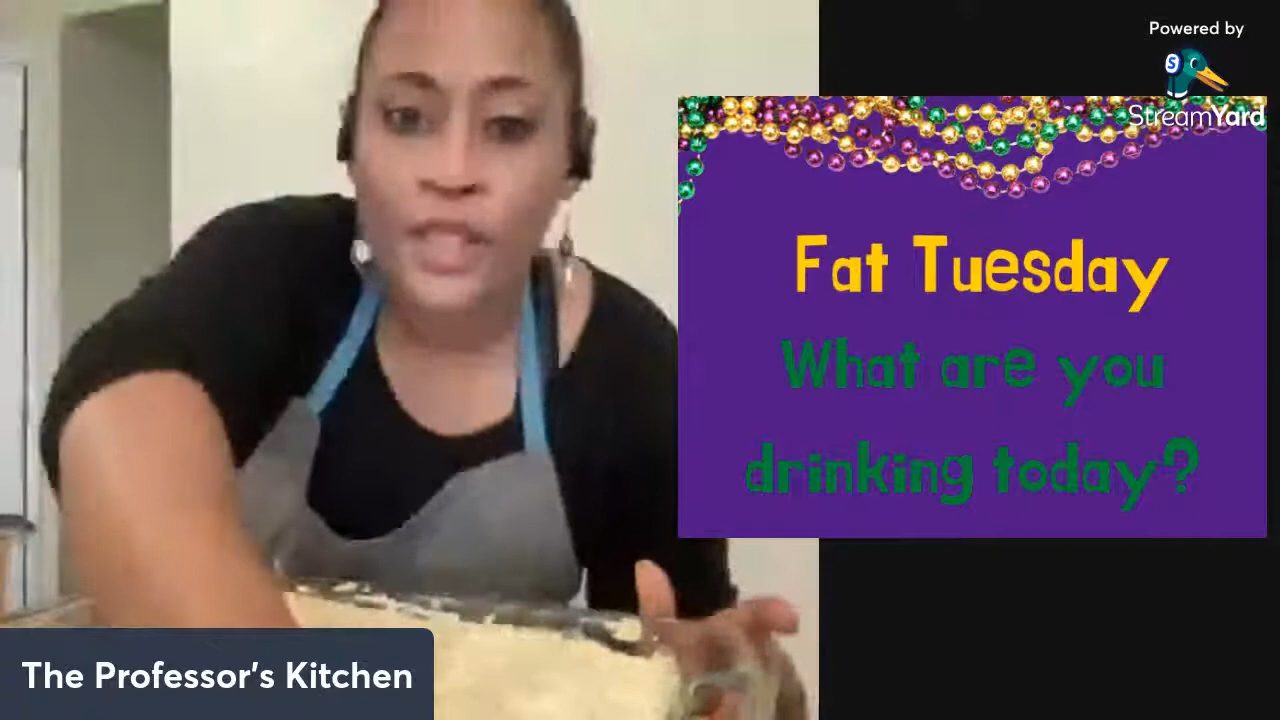 Powered by
StreamYard
Fat Tuesday
What are you
drinking today?
The Professor's Kitchen